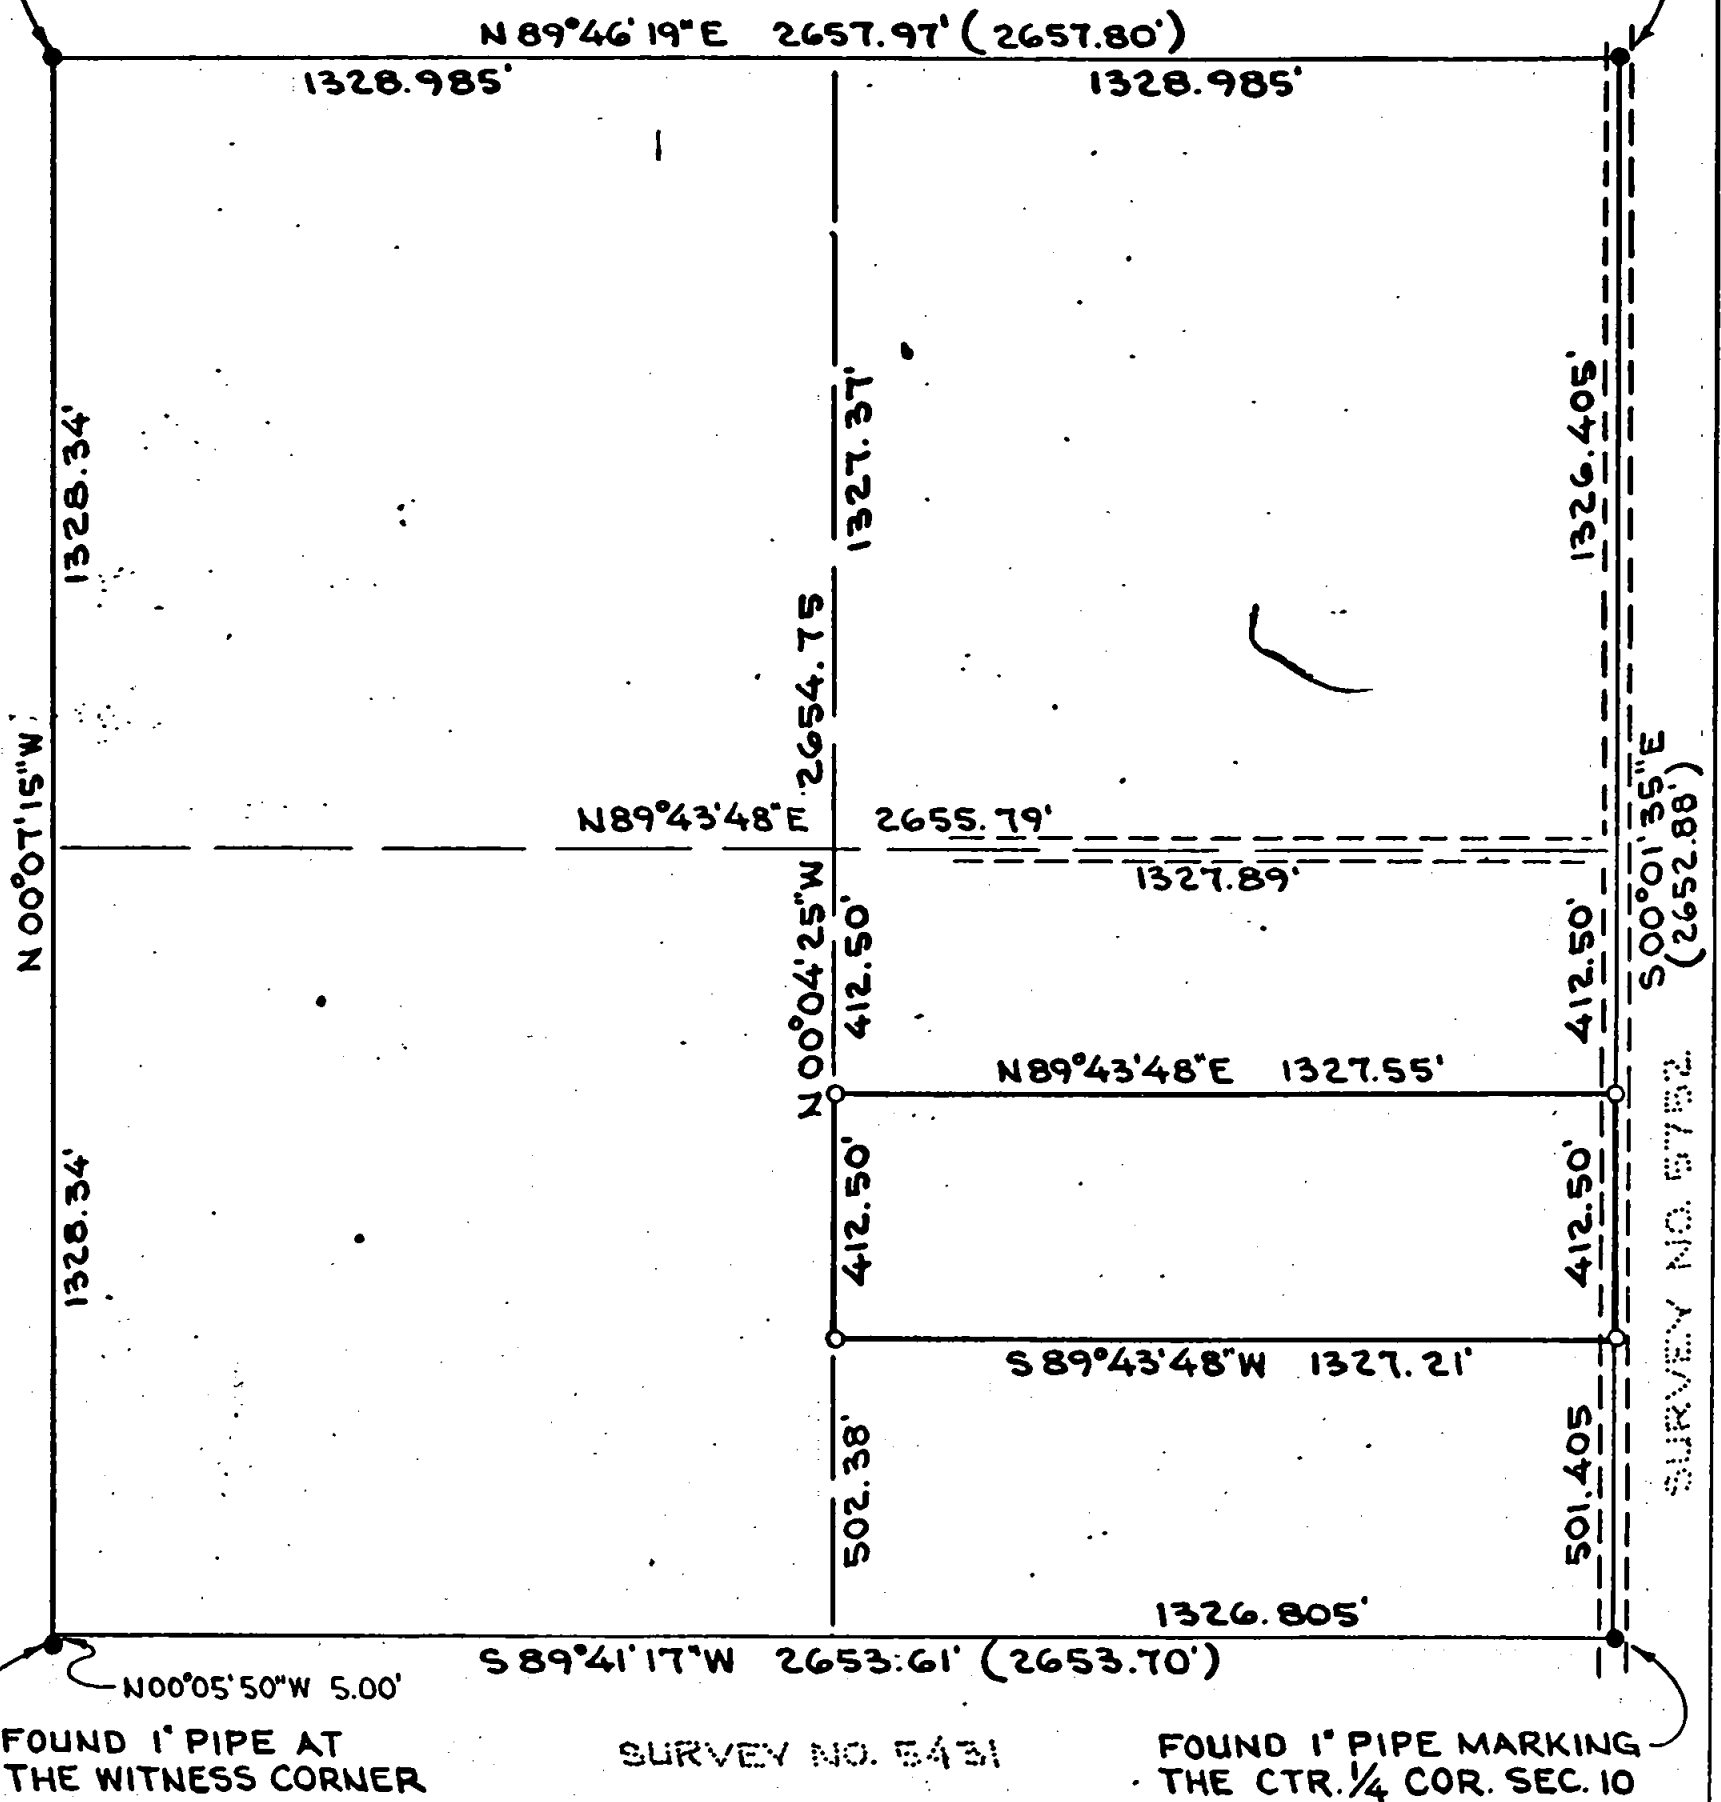 N 89°46'19"E 2657.97' (2657.80')
1328.985' 1328.985'
1328.34'
1327.37'
1326.405'
2654.75
N 00°07'15"W
N89°43'48"E 2655.79'
S 00°01'35"E
(2652.88')
1327.89'
N 00°04'25"W
412.50'
412.50'
N89°43'48"E 1327.55'
SURVEY NO. 5752
1328.34'
412.50'
412.50'
S 89°43'48"W 1327.21'
502.38'
501.405
1326.805'
S 89°41'17"W 2653.61' (2653.70')
N00°05'50"W 5.00'
FOUND 1" PIPE AT
THE WITNESS CORNER
SURVEY NO. 5431
FOUND 1" PIPE MARKING
THE CTR. 1/4 COR. SEC. 10